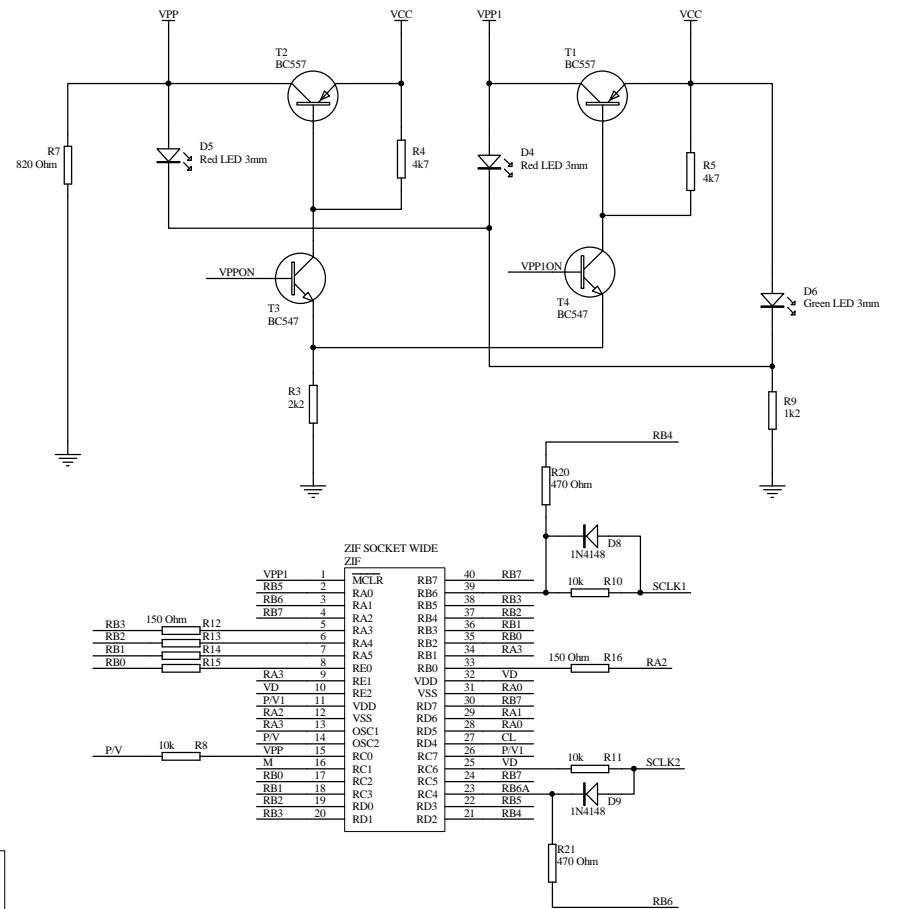 VPP
VCC
VPP1
VCC
T2
BC557
T1
BC557
R7
820 Ohm
D5
Red LED 3mm
R4
4k7
D4
Red LED 3mm
R5
4k7
VPPON
T3
BC547
VPP1ON
T4
BC547
D6
Green LED 3mm
R3
2k2
R9
1k2
RB4
R20
470 Ohm
D8
1N4148
10k R10 SCLK1
ZIF SOCKET WIDE
ZIF
VPP1 1 MCLR RB7 40 RB7
RB5 2 RA0 RB6 39
RB6 3 RA1 RB5 38 RB3
RB7 4 RA2 RB4 37 RB2
RB3 150 Ohm R12 5 RA3 RB3 36 RB1
RB2 R13 6 RA4 RB2 35 RB0
RB1 R14 7 RA5 RB1 34 RA3
RB0 R15 8 RE0 RB0 33 150 Ohm R16 RA2
RA3 9 RE1 VDD 32 VD
VD 10 RE2 VSS 31 RA0
P/V1 11 VDD RD7 30 RB7
RA2 12 VSS RD6 29 RA1
RA3 13 OSC1 RD5 28 RA0
P/V 14 OSC2 RD4 27 CL
P/V 10k R8 VPP 15 RC0 RC7 26 P/V1
M 16 RC1 RC6 25 VD 10k R11 SCLK2
RB0 17 RC2 RC5 24 RB7
RB1 18 RC3 RC4 23 RB6A
RB2 19 RD0 RD3 22 RB5
RB3 20 RD1 RD2 21 RB4
D9
1N4148
R21
470 Ohm
RB6